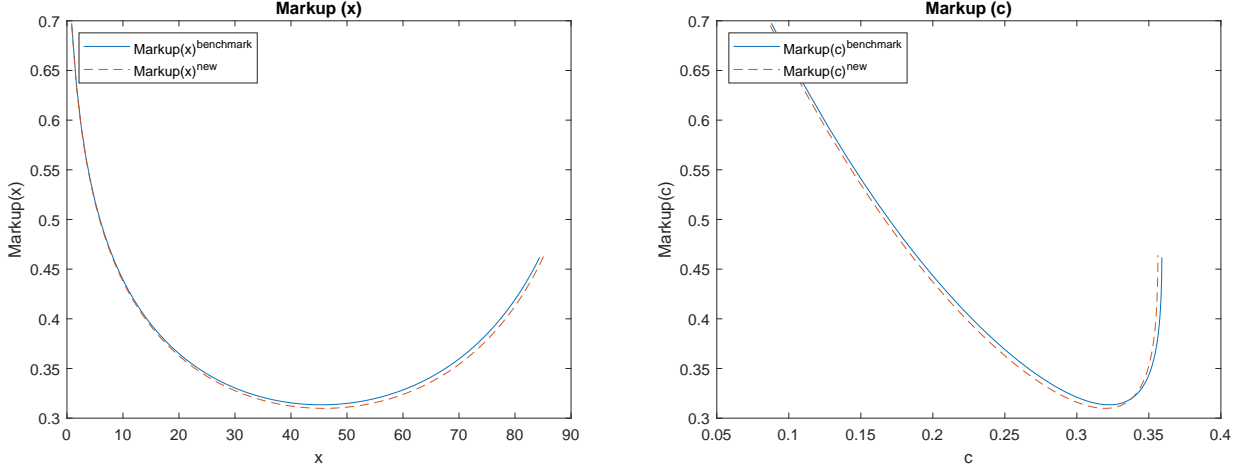 Markup (x)
Markup(x)benchmark
Markup(x)new
0.7
0.65
0.6
0.55
0.5
0.45
0.4
0.35
0.3
Markup(x)
0 10 20 30 40 50 60 70 80 90
x
Markup (c)
Markup(c)benchmark
Markup(c)new
0.7
0.65
0.6
0.55
0.5
0.45
0.4
0.35
0.3
Markup(c)
0.05 0.1 0.15 0.2 0.25 0.3 0.35 0.4
c